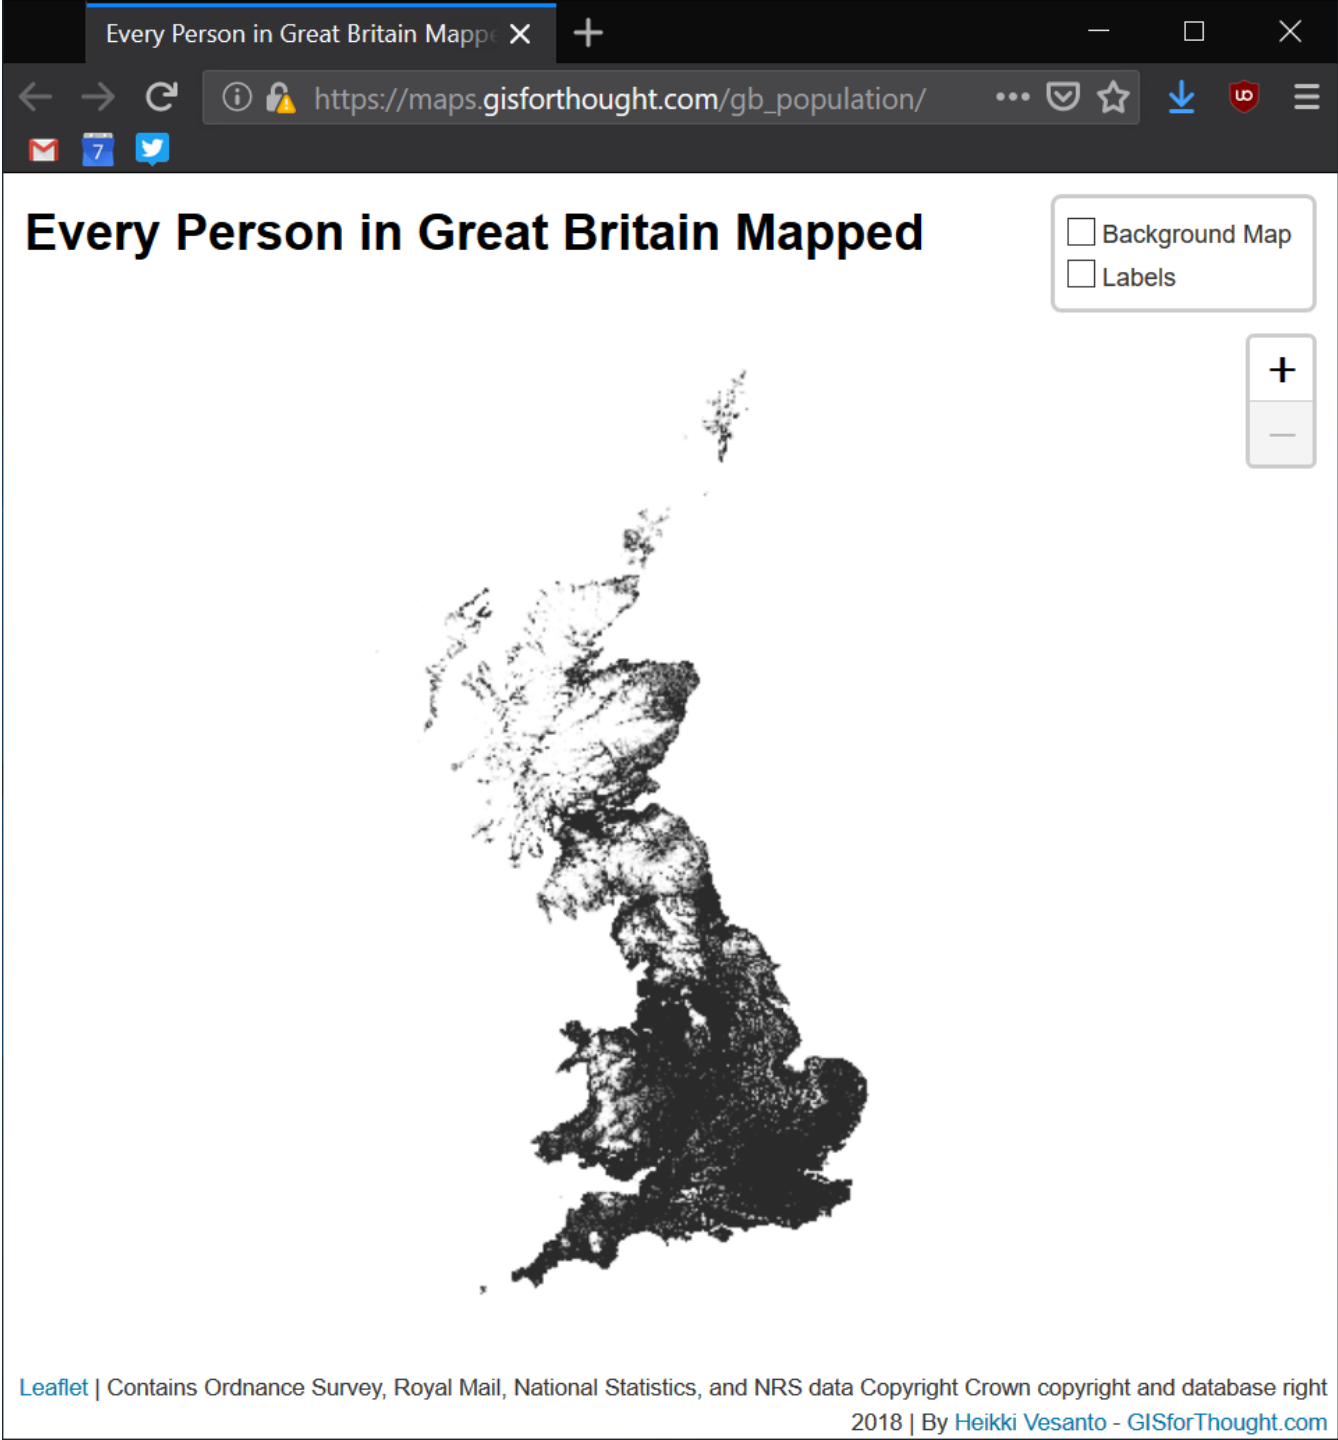 Every Person in Great Britain Mappe
https://maps.gisforthought.com/gb_population/
7
UO
Every Person in Great Britain Mapped
Background Map
Labels
+
−
Leaflet | Contains Ordnance Survey, Royal Mail, National Statistics, and NRS data Copyright Crown copyright and database right
2018 | By Heikki Vesanto - GISforThought.com